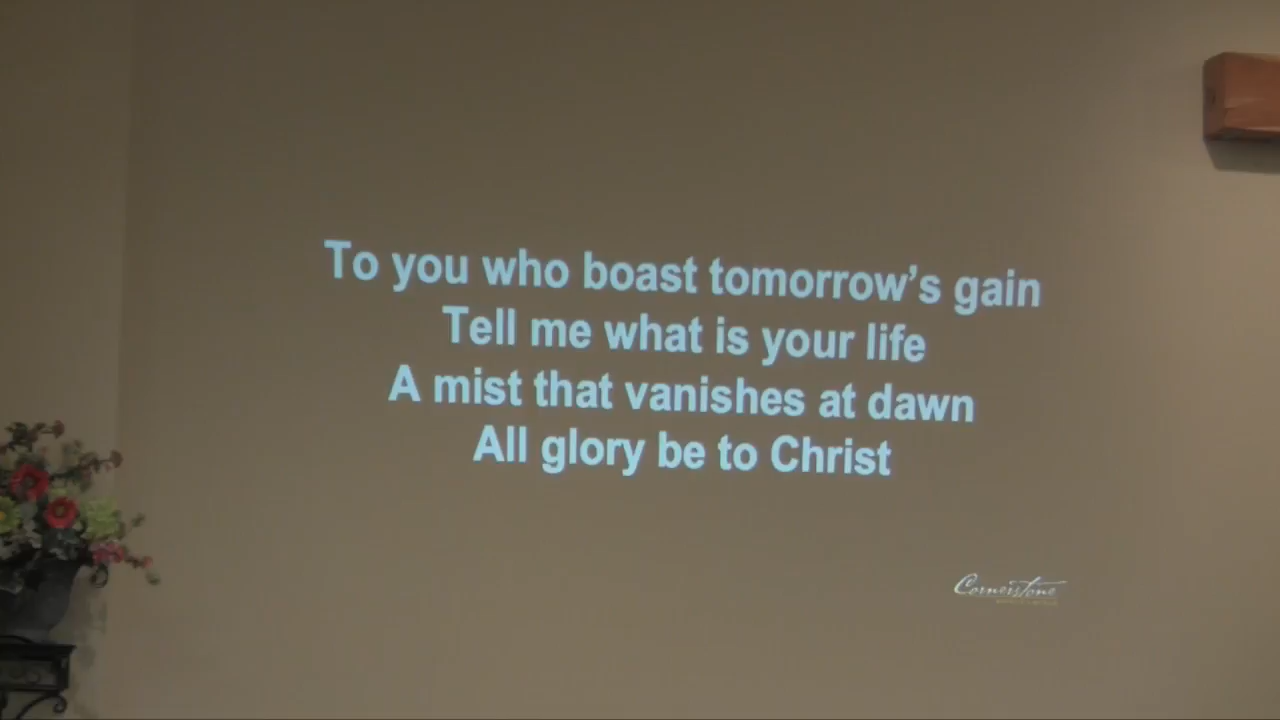 To you who boast tomorrow's gain
Tell me what is your life
A mist that vanishes at dawn
All glory be to Christ
Cornerstone